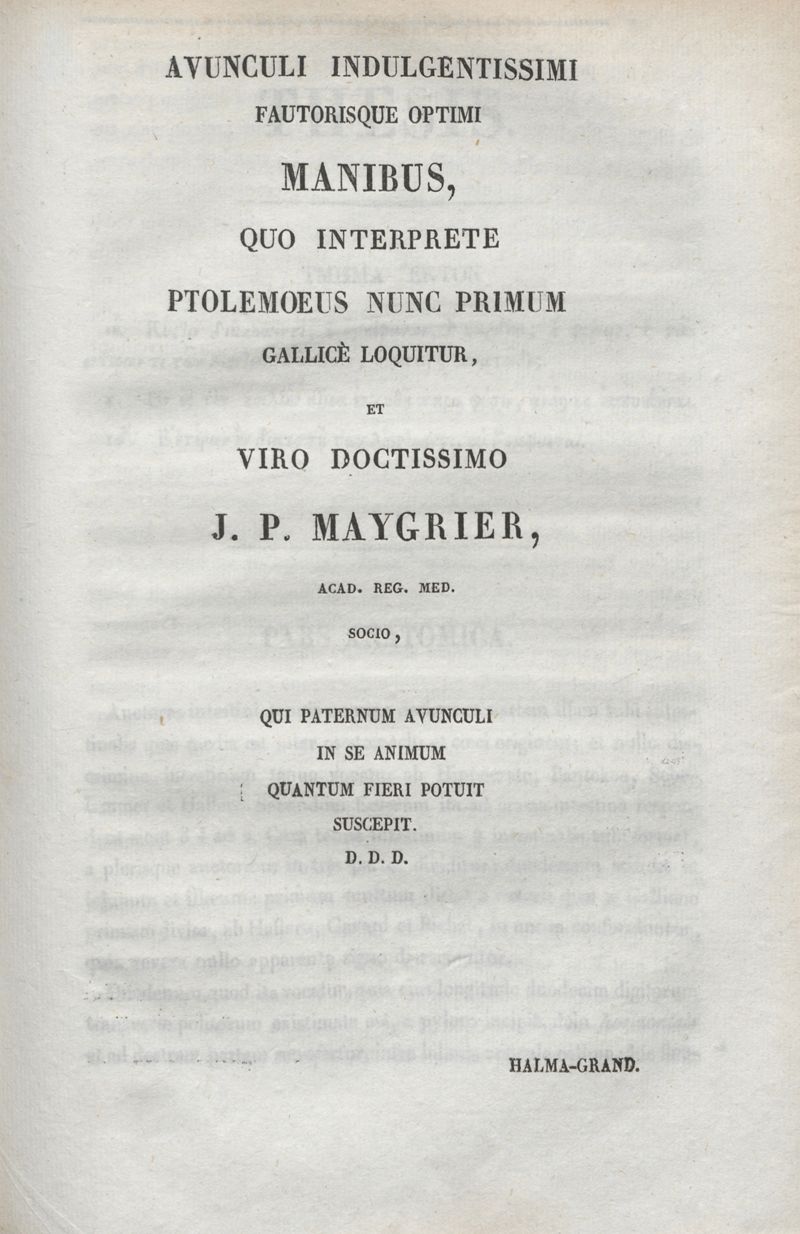 AVUNCULI INDULGENTISSIMI
FAUTORISQUE OPTIMI
MANIBUS,
QUO INTERPRETE
PTOLEMOEUS NUNC PRIMUM
GALLICÈ LOQUITUR,
ET
VIRO DOCTISSIMO
J. P. MAYGRIER,
ACAD. REG. MED.
SOCIO,
QUI PATERNUM AVUNCULI
IN SE ANIMUM
QUANTUM FIERI POTUIT
SUSCEPIT.
D. D. D.
HALMA-GRAND.